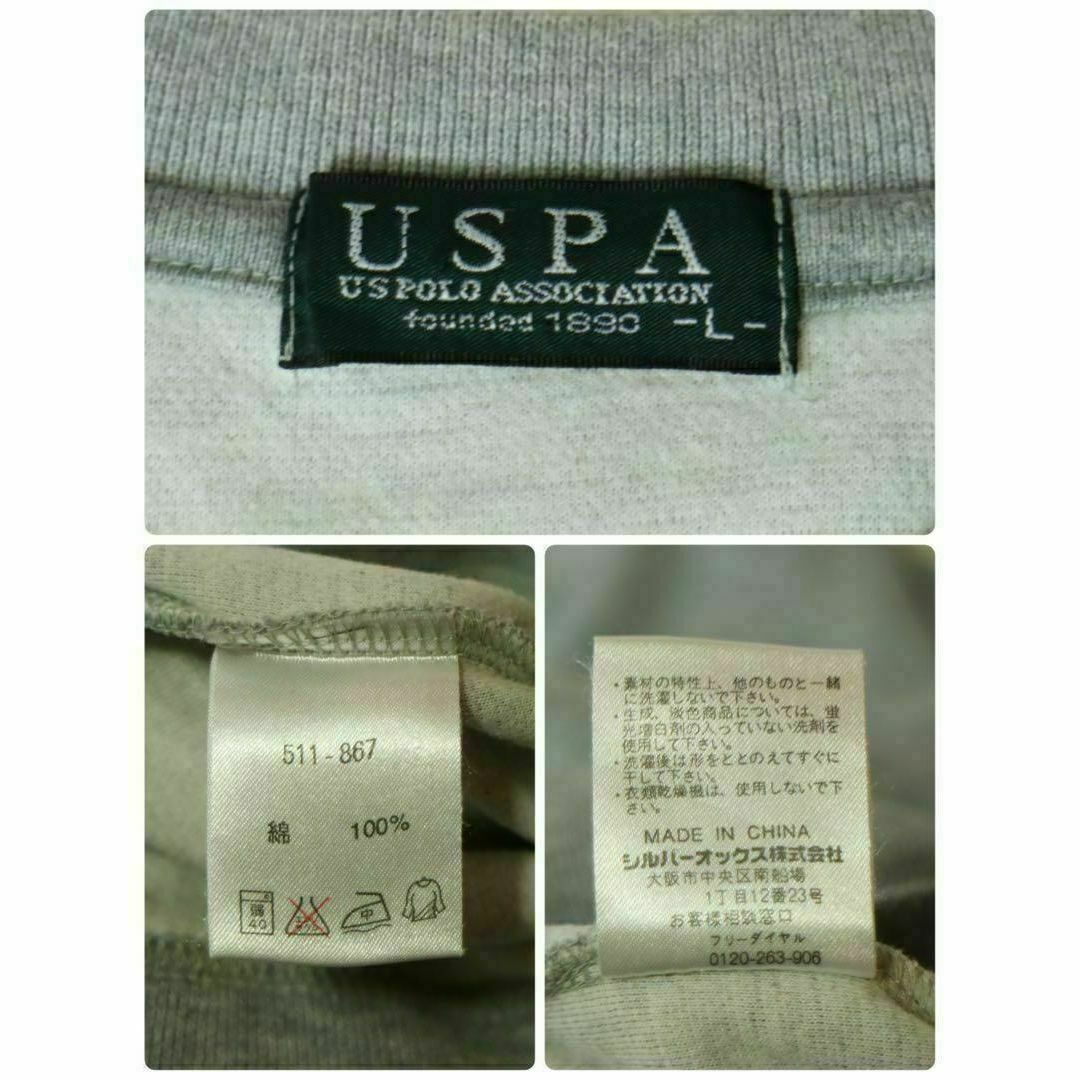 USPA
US POLO ASSOCIATION
founded 1890 -L-
511-867
綿 100%
弱
40
エンソ
中
・素材の特性上、他のものと一緒
に洗濯しないで下さい。
・生成、淡色商品については、蛍
光増白剤の入っていない洗剤を
使用して下さい。
・洗濯後は形をととのえてすぐに
干して下さい。
・衣類乾燥機は、使用しないで下
さい。
MADE IN CHINA
シルバーオックス株式会社
大阪市中央区南船場
1丁目12番23号
お客様相談窓口
フリーダイヤル
0120-263-906